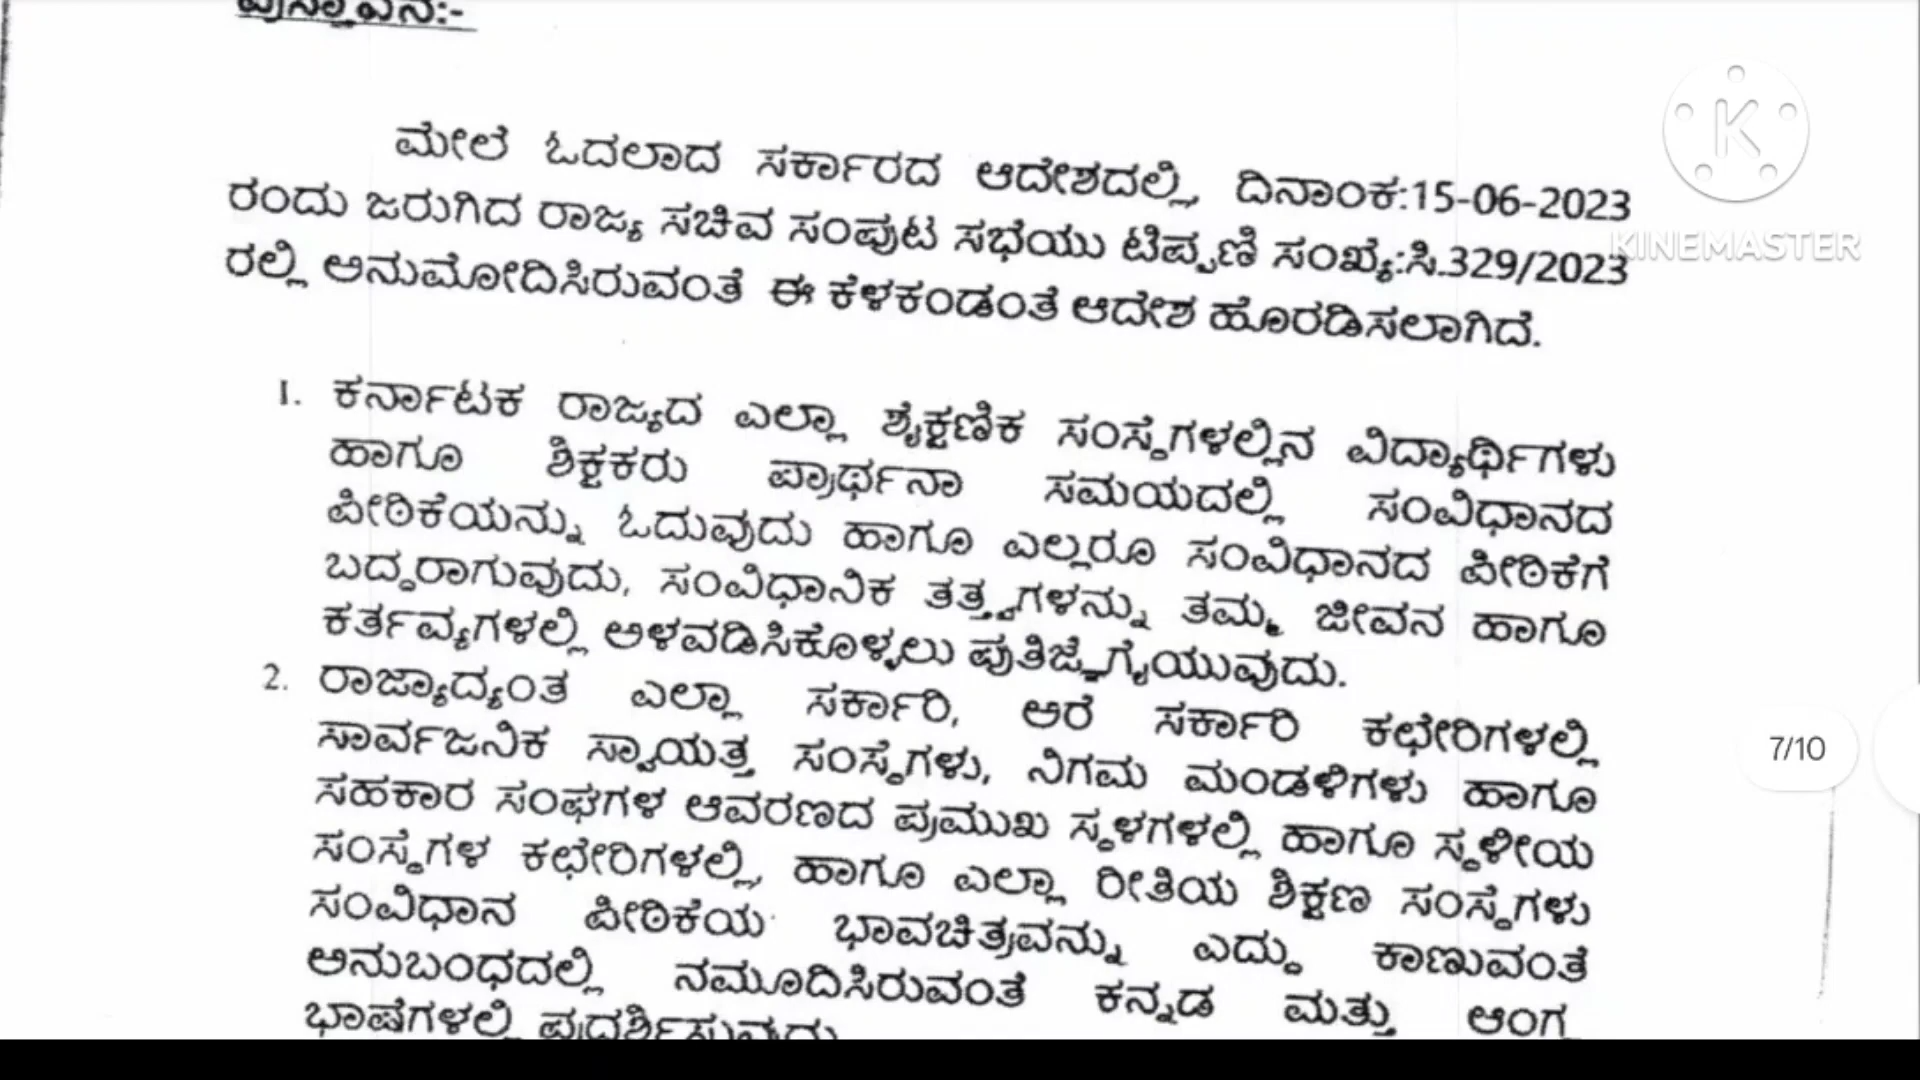 ಪ್ರಸ್ತಾವನೆ:-
ಮೇಲೆ ಓದಲಾದ ಸರ್ಕಾರದ ಆದೇಶದಲ್ಲಿ, ದಿನಾಂಕ:15-06-2023
ರಂದು ಜರುಗಿದ ರಾಜ್ಯ ಸಚಿವ ಸಂಪುಟ ಸಭೆಯು ಟಿಪ್ಪಣಿ ಸಂಖ್ಯೆ:ಸಿ.329/2023
ರಲ್ಲಿ ಅನುಮೋದಿಸಿರುವಂತೆ ಈ ಕೆಳಕಂಡಂತೆ ಆದೇಶ ಹೊರಡಿಸಲಾಗಿದೆ.
KINEMASTER
1. ಕರ್ನಾಟಕ ರಾಜ್ಯದ ಎಲ್ಲಾ ಶೈಕ್ಷಣಿಕ ಸಂಸ್ಥೆಗಳಲ್ಲಿನ ವಿದ್ಯಾರ್ಥಿಗಳು
ಹಾಗೂ ಶಿಕ್ಷಕರು ಪ್ರಾರ್ಥನಾ ಸಮಯದಲ್ಲಿ ಸಂವಿಧಾನದ
ಪೀಠಿಕೆಯನ್ನು ಓದುವುದು ಹಾಗೂ ಎಲ್ಲರೂ ಸಂವಿಧಾನದ ಪೀಠಿಕೆಗೆ
ಬದ್ಧರಾಗುವುದು, ಸಂವಿಧಾನಿಕ ತತ್ತ್ವಗಳನ್ನು ತಮ್ಮ ಜೀವನ ಹಾಗೂ
ಕರ್ತವ್ಯಗಳಲ್ಲಿ ಅಳವಡಿಸಿಕೊಳ್ಳಲು ಪ್ರತಿಜ್ಞೆಗೈಯುವುದು.
2. ರಾಜ್ಯಾದ್ಯಂತ ಎಲ್ಲಾ ಸರ್ಕಾರಿ, ಅರೆ ಸರ್ಕಾರಿ ಕಛೇರಿಗಳಲ್ಲಿ
ಸಾರ್ವಜನಿಕ ಸ್ವಾಯತ್ತ ಸಂಸ್ಥೆಗಳು, ನಿಗಮ ಮಂಡಳಿಗಳು ಹಾಗೂ
ಸಹಕಾರ ಸಂಘಗಳ ಆವರಣದ ಪ್ರಮುಖ ಸ್ಥಳಗಳಲ್ಲಿ ಹಾಗೂ ಸ್ಥಳೀಯ
ಸಂಸ್ಥೆಗಳ ಕಛೇರಿಗಳಲ್ಲಿ, ಹಾಗೂ ಎಲ್ಲಾ ರೀತಿಯ ಶಿಕ್ಷಣ ಸಂಸ್ಥೆಗಳು
ಸಂವಿಧಾನ ಪೀಠಿಕೆಯ ಭಾವಚಿತ್ರವನ್ನು ಎದ್ದು ಕಾಣುವಂತೆ
ಅನುಬಂಧದಲ್ಲಿ ನಮೂದಿಸಿರುವಂತೆ ಕನ್ನಡ ಮತ್ತು ಆಂಗ್ಲ
ಭಾಷೆಗಳಲ್ಲಿ ಪ್ರದರ್ಶಿಸುವುದು.
7/10